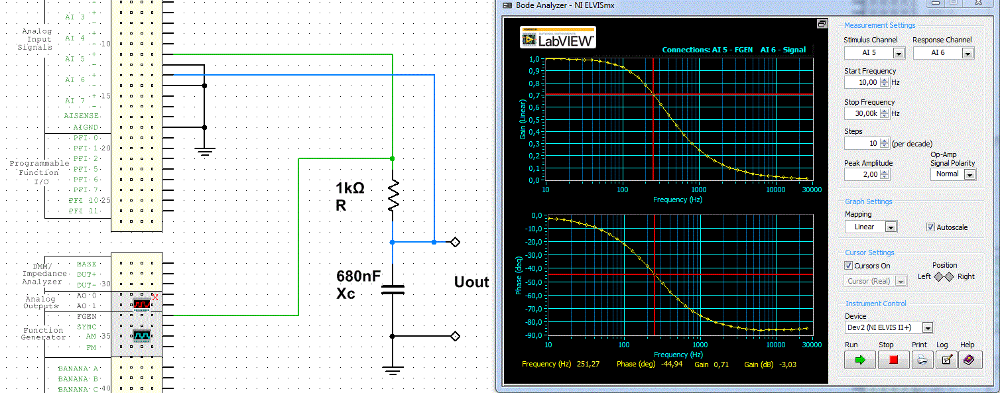 AI 3 +
-
Analog
Input
Signals
AI 4 +
-
10
AI 5 +
-
AI 6 +
-
AI 7 +
-
15
AISENSE
AIGND
PFI 0
PFI 1 20
PFI 2
PFI 5
PFI 6
PFI 7
PFI 10 25
PFI 11
Programmable
Function
I/O
DMM/
Impedance
Analyzer
BASE
DUT+
DUT- 30
Analog
Outputs
AO 0
AO 1
X
Function
Generator
FGEN
SYNC
AM 35
FM
BANANA A
BANANA B
BANANA C 40
1kΩ
R
680nF
Xc
Uout
Bode Analyzer - NI ELVISmx
POWERED BY
NATIONAL INSTRUMENTS
LabVIEW™
Connections: AI 5 - FGEN AI 6 - Signal
Gain (Linear)
1,0
0,9
0,8
0,7
0,6
0,5
0,4
0,3
0,2
0,1
0,0
10 100 1000 10000 30000
Frequency (Hz)
Phase (deg)
0,0
-10,0
-20,0
-30,0
-40,0
-50,0
-60,0
-70,0
-80,0
-90,0
10 100 1000 10000 30000
Frequency (Hz)
Frequency (Hz) 251,27 Phase (deg) -44,94 Gain 0,71 Gain (dB) -3,03
Measurement Settings
Stimulus Channel Response Channel
AI 5 AI 6
Start Frequency
10,00 Hz
Stop Frequency
30,00k Hz
Steps
10 (per decade)
Peak Amplitude
2,00
Op-Amp
Signal Polarity
Normal
Graph Settings
Mapping
Linear Autoscale
Cursor Settings
Cursors On Position
Left Right
Cursor (Real)
Instrument Control
Device
Dev2 (NI ELVIS II+)
Run Stop Print Log Help